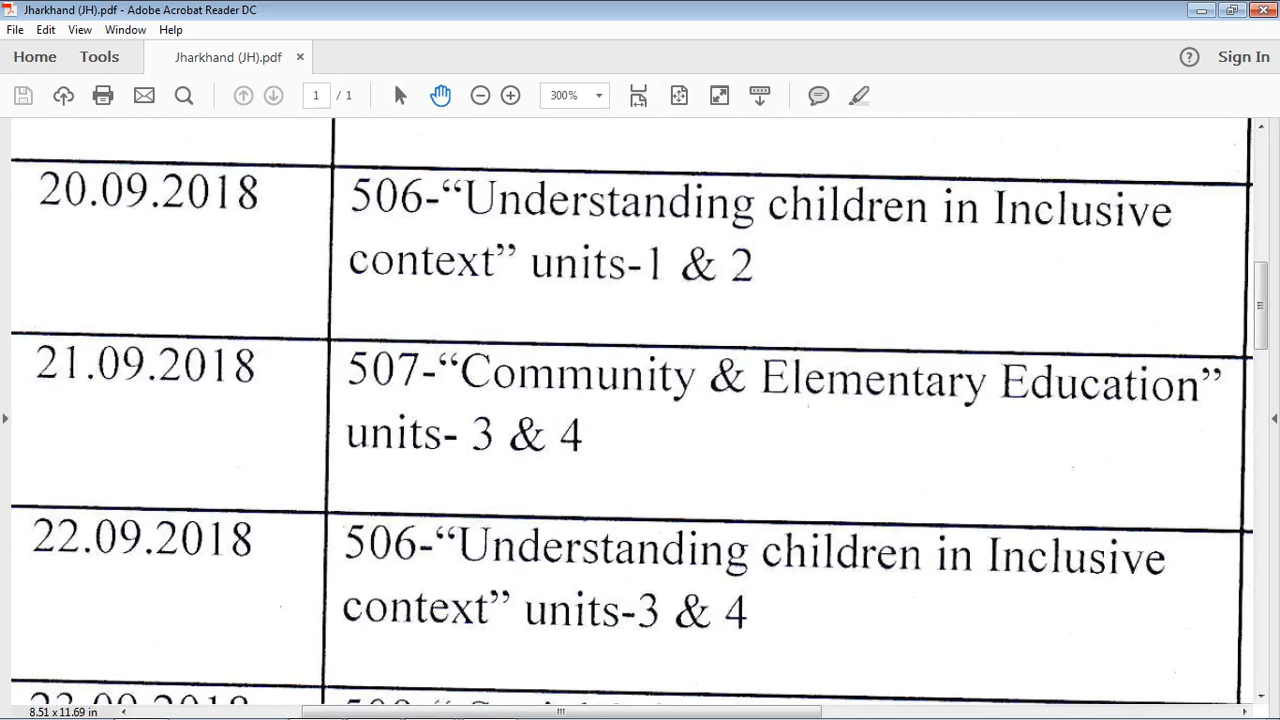 Jharkhand (JH).pdf - Adobe Acrobat Reader DC
File Edit View Window Help
Home Tools Jharkhand (JH).pdf × Sign In
1 / 1 300%
20.09.2018 506-“Understanding children in Inclusive
context” units-1 & 2
21.09.2018 507-“Community & Elementary Education”
units- 3 & 4
22.09.2018 506-“Understanding children in Inclusive
context” units-3 & 4
23.09.2018
8.51 x 11.69 in